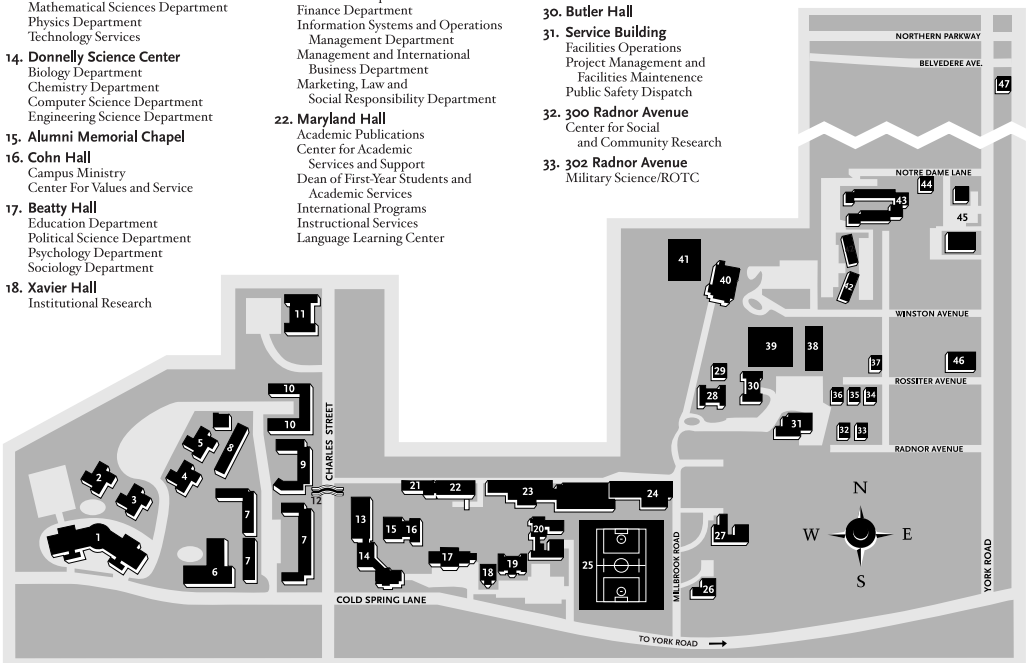 Mathematical Sciences Department
Physics Department
Technology Services
14. Donnelly Science Center
Biology Department
Chemistry Department
Computer Science Department
Engineering Science Department
15. Alumni Memorial Chapel
16. Cohn Hall
Campus Ministry
Center For Values and Service
17. Beatty Hall
Education Department
Political Science Department
Psychology Department
Sociology Department
18. Xavier Hall
Institutional Research
Finance Department
Information Systems and Operations
Management Department
Management and International
Business Department
Marketing, Law and
Social Responsibility Department
22. Maryland Hall
Academic Publications
Center for Academic
Services and Support
Dean of First-Year Students and
Academic Services
International Programs
Instructional Services
Language Learning Center
30. Butler Hall
31. Service Building
Facilities Operations
Project Management and
Facilities Maintenence
Public Safety Dispatch
32. 300 Radnor Avenue
Center for Social
and Community Research
33. 302 Radnor Avenue
Military Science/ROTC
NORTHERN PARKWAY
BELVEDERE AVE.
47
NOTRE DAME LANE
44
43
45
41
40
42
WINSTON AVENUE
11
39
38
37
46
29
ROSSITER AVENUE
10
28
30
36
35
34
10
31
32
33
CHARLES STREET
5
8
9
RADNOR AVENUE
2
4
3
12
21
22
23
24
N
W
E
S
13
7
7
15
16
20
27
1
14
17
19
25
6
7
18
26
MILLBROOK ROAD
YORK ROAD
COLD SPRING LANE
TO YORK ROAD